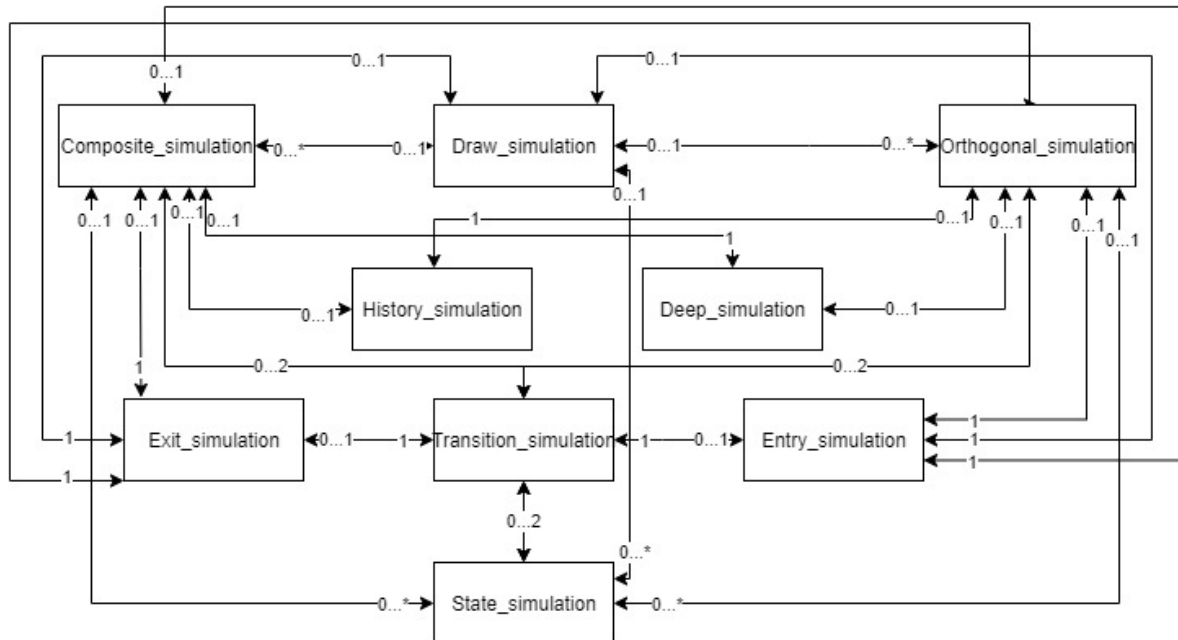 0...1 0...1
0...1
Composite_simulation 0...* 0...1 Draw_simulation 0...1 0...* Orthogonal_simulation
0...1 0...1 0...1 0...1 0...1 1 0...1 0...1 0...1 0...1
1
0...1 History_simulation Deep_simulation 0...1
1 0...2 0...2
1 Exit_simulation 0...1 1 Transition_simulation 1 0...1 Entry_simulation 1
1
1 1
0...2
0...*
0...* State_simulation 0...*